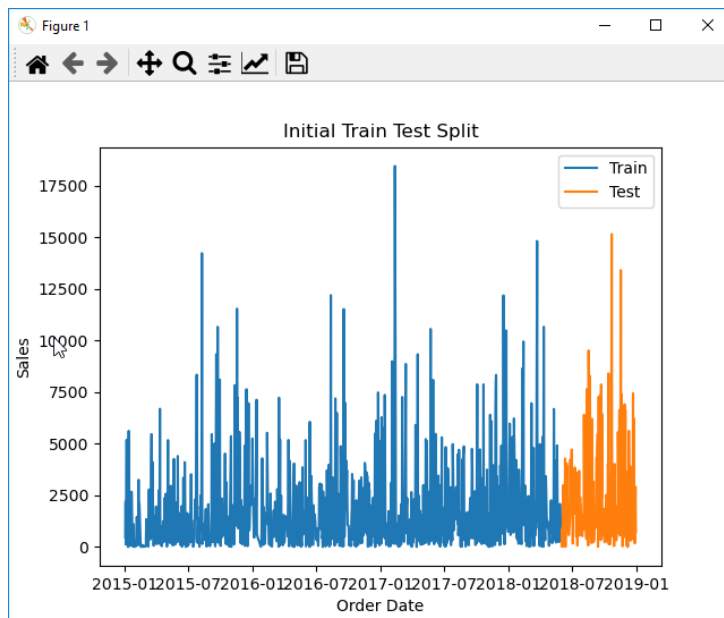 Figure 1
Initial Train Test Split
Train
Test
17500
15000
12500
10000
7500
5000
2500
0
Sales
2015-01 2015-07 2016-01 2016-07 2017-01 2017-07 2018-01 2018-07 2019-01
Order Date